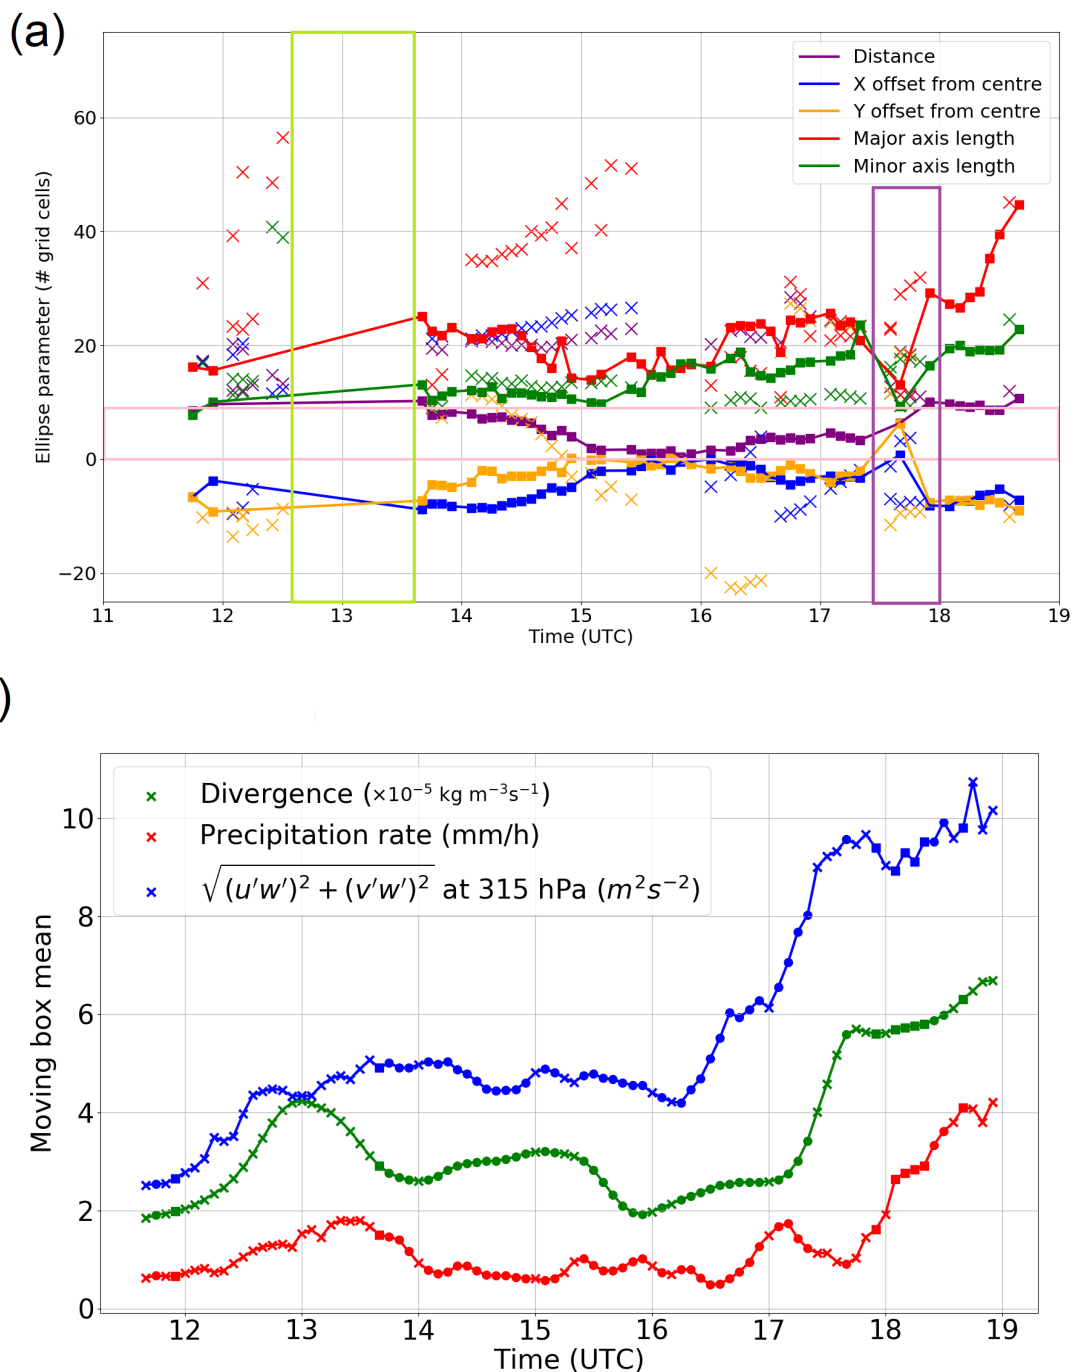 (a)
Ellipse parameter (# grid cells)
60
40
20
0
−20
Distance
X offset from centre
Y offset from centre
Major axis length
Minor axis length
11 12 13 14 15 16 17 18 19
Time (UTC)
)
Moving box mean
10
8
6
4
2
0
Divergence (×10⁻⁵ kg m⁻³s⁻¹)
Precipitation rate (mm/h)
√(u′w′)² + (v′w′)² at 315 hPa (m²s⁻²)
12 13 14 15 16 17 18 19
Time (UTC)